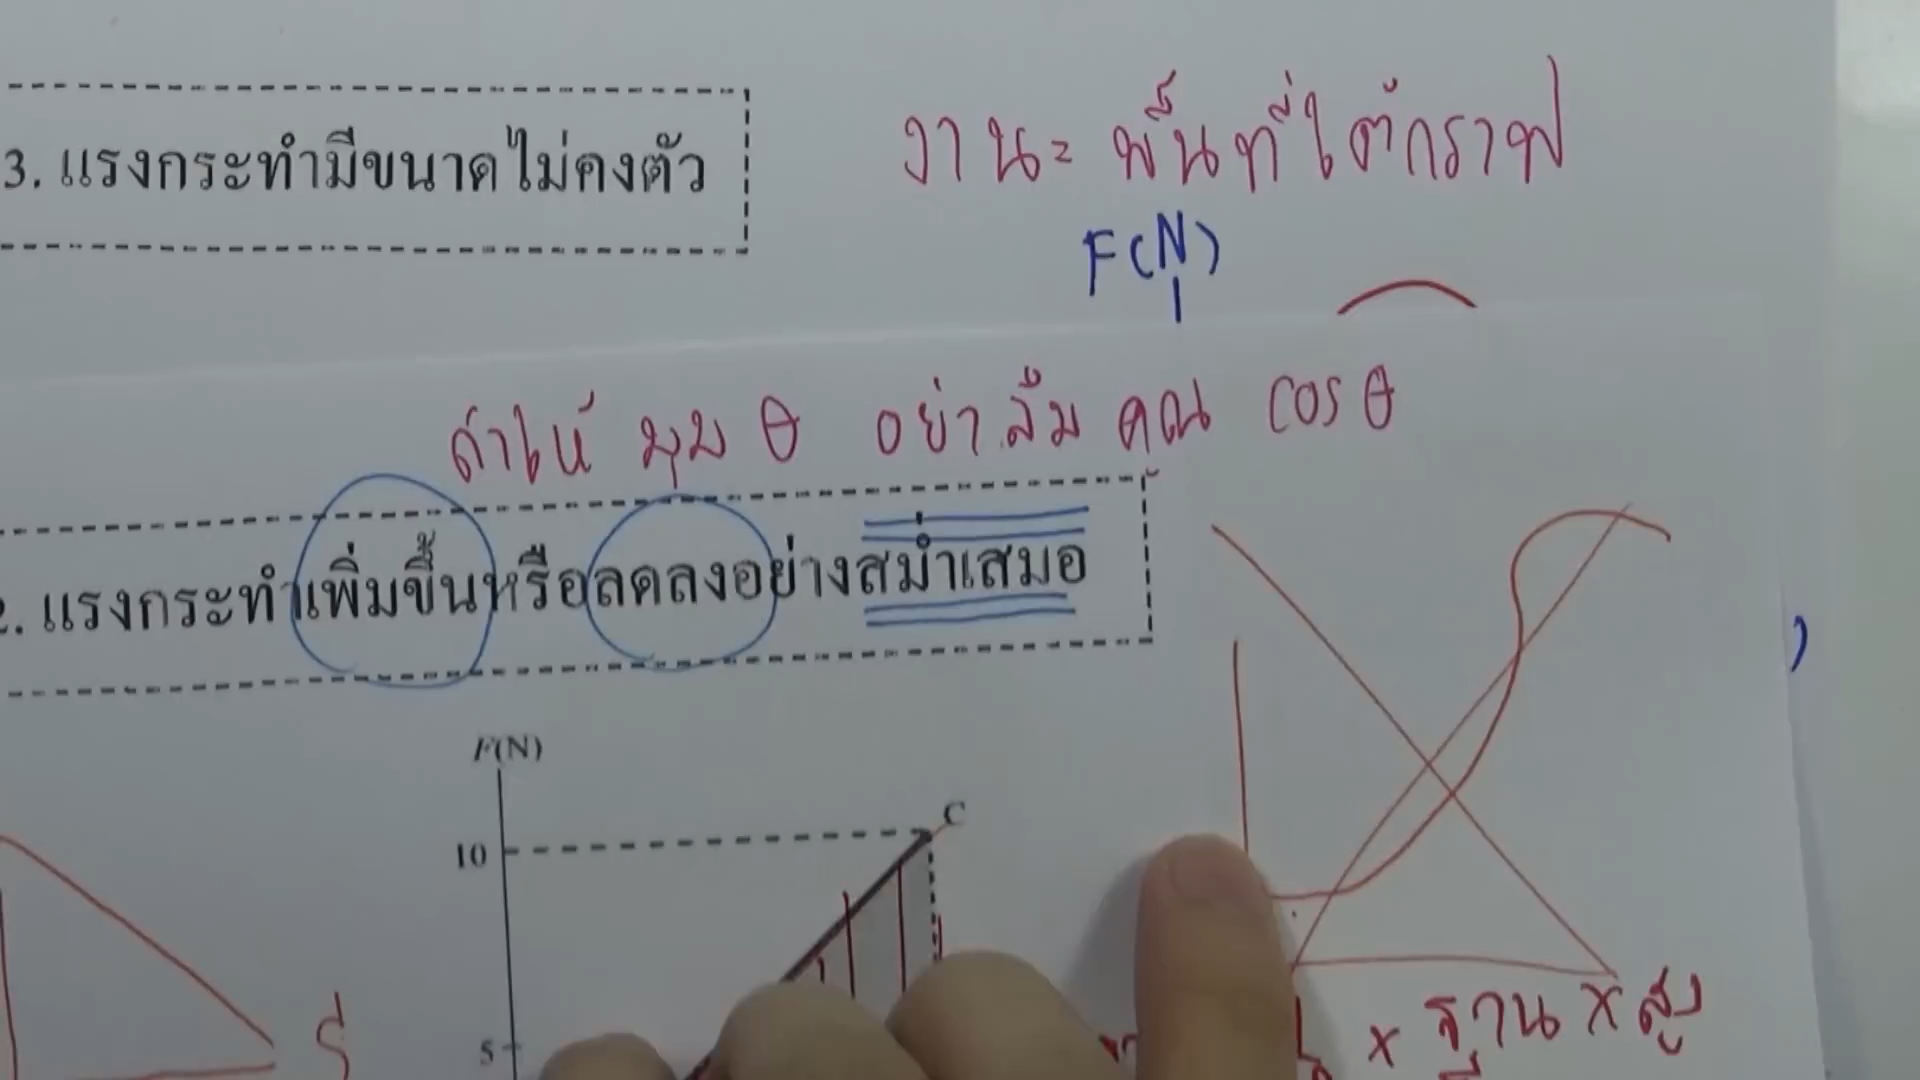 3. แรงกระทำมีขนาดไม่คงตัว
งาน = พื้นที่ใต้กราฟ
F(N)
ถ้าให้ มุม θ อย่าลืม คูณ cos θ
แรงกระทำเพิ่มขึ้นหรือลดลงอย่างสม่ำเสมอ
F(N)
C
10
5
x ฐาน x สูง